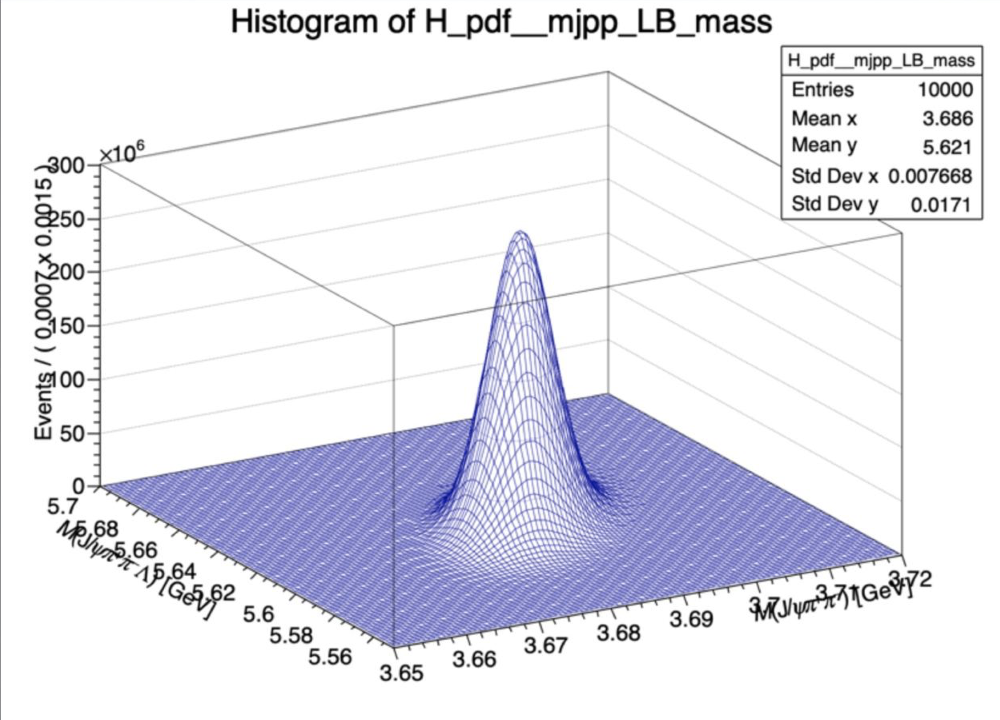 Histogram of H_pdf__mjpp_LB_mass
H_pdf__mjpp_LB_mass
Entries 10000
Mean x 3.686
Mean y 5.621
Std Dev x 0.007668
Std Dev y 0.0171
×10⁶
300
250
200
150
100
50
0
Events / ( 0.0007 x 0.0015 )
5.7
5.68
5.66
5.64
5.62
5.6
5.58
5.56
M(J/ψπ⁺π⁻Λ) [GeV]
3.65
3.66
3.67
3.68
3.69
3.7
3.71
3.72
M(J/ψπ⁺π⁻) [GeV]